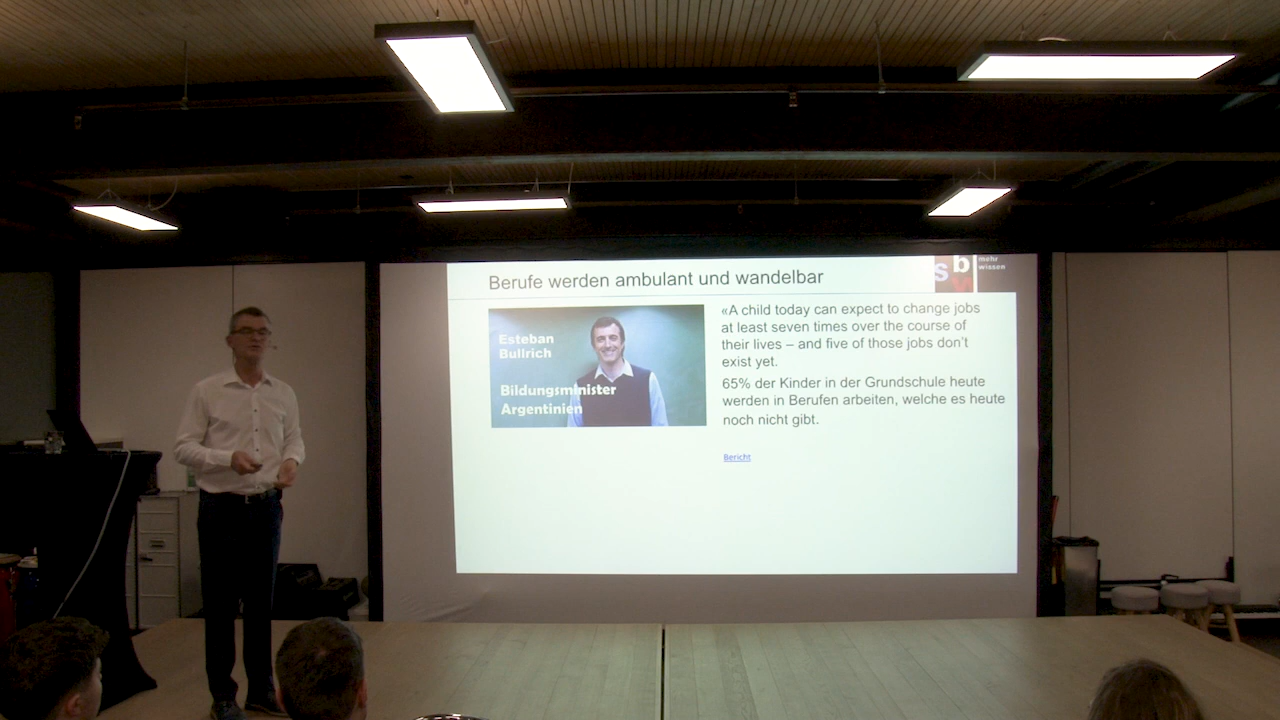 Berufe werden ambulant und wandelbar
sb
mehr
wissen
Esteban
Bullrich
Bildungsminister
Argentinien
«A child today can expect to change jobs
at least seven times over the course of
their lives – and five of those jobs don't
exist yet.
65% der Kinder in der Grundschule heute
werden in Berufen arbeiten, welche es heute
noch nicht gibt.
Bericht